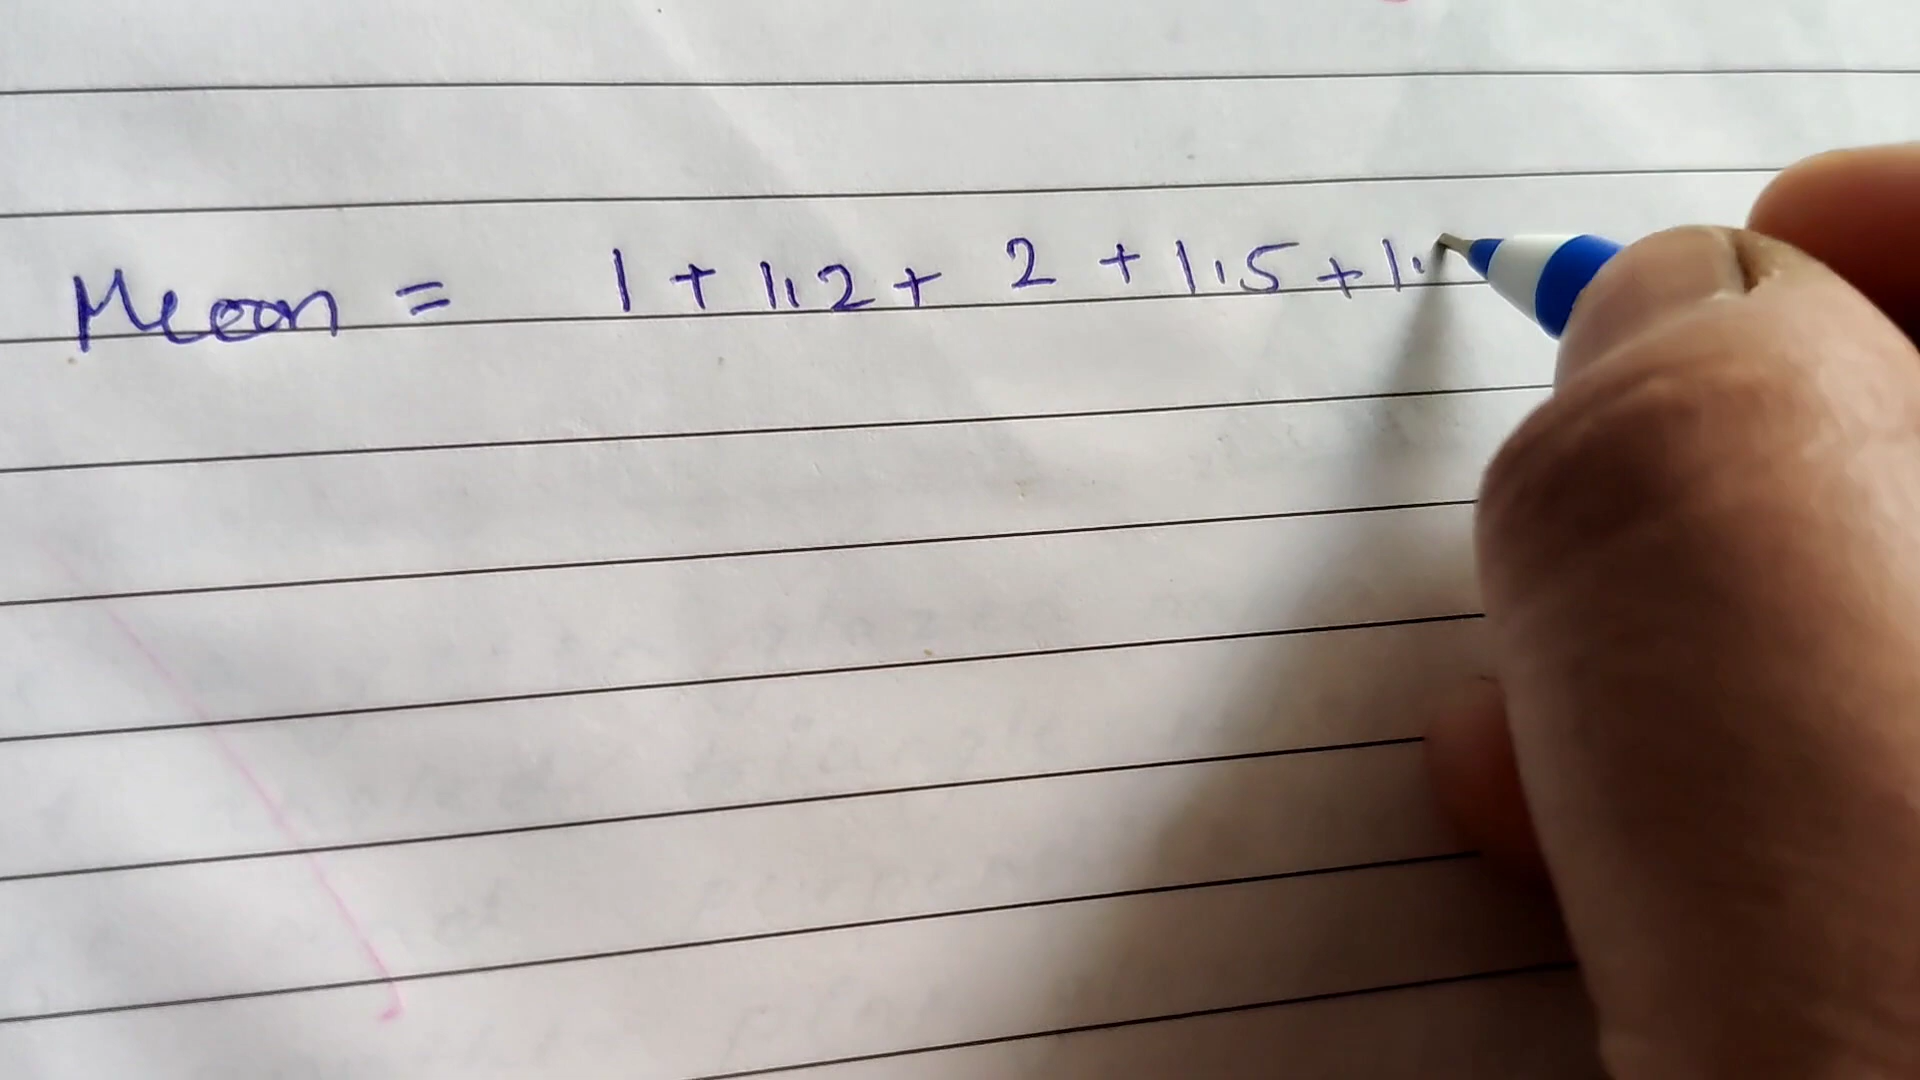 Mean = 1 + 1.2 + 2 + 1.5 + 1.